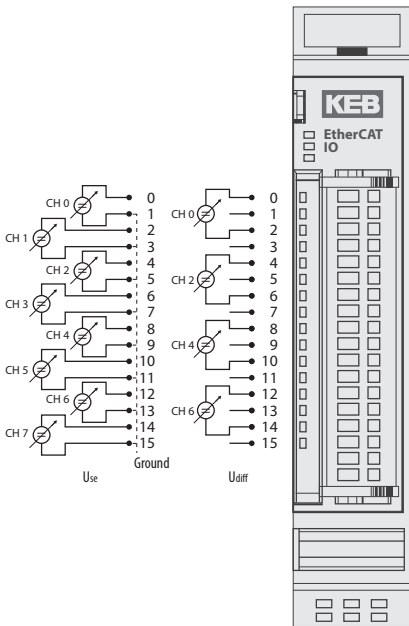 KEB
EtherCAT
IO
CH 0
0
1
CH 1
2
3
CH 2
4
5
CH 3
6
7
CH 4
8
9
CH 5
10
11
CH 6
12
13
CH 7
14
15
Ground
Use
0
CH 0
1
2
3
4
CH 2
5
6
7
8
CH 4
9
10
11
12
CH 6
13
14
15
Udiff